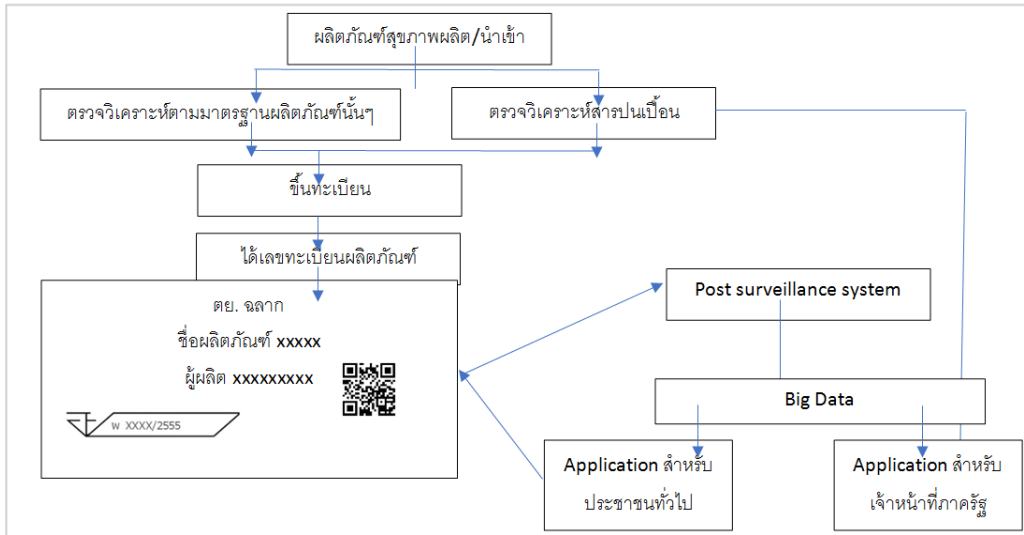 ผลิตภัณฑ์สุขภาพผลิต/นำเข้า
ตรวจวิเคราะห์ตามมาตรฐานผลิตภัณฑ์นั้นๆ
ตรวจวิเคราะห์สารปนเปื้อน
ขึ้นทะเบียน
ได้เลขทะเบียนผลิตภัณฑ์
ตย. ฉลาก
ชื่อผลิตภัณฑ์ xxxxx
ผู้ผลิต xxxxxxxxx
พ XXXX/2555
Post surveillance system
Big Data
Application สำหรับ
ประชาชนทั่วไป
Application สำหรับ
เจ้าหน้าที่ภาครัฐ